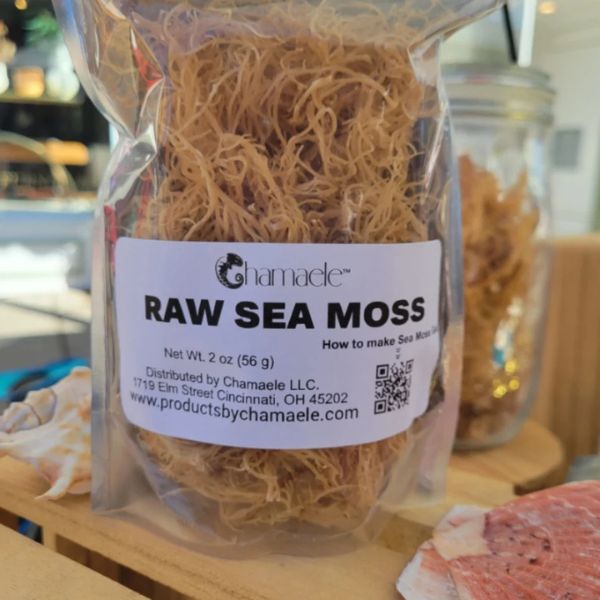 Chamaele™
RAW SEA MOSS
How to make Sea Moss
Net Wt. 2 oz (56 g)
Distributed by Chamaele LLC.
1719 Elm Street Cincinnati, OH 45202
www.productsbychamaele.com